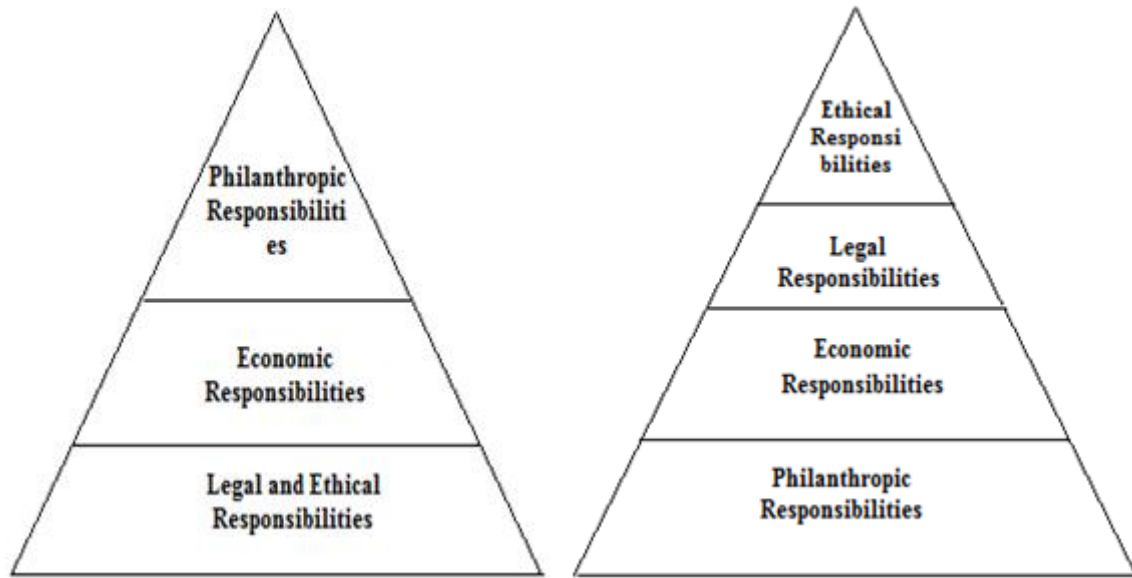 Philanthropic
Responsibiliti
es
Economic
Responsibilities
Legal and Ethical
Responsibilities
Ethical
Responsi
bilities
Legal
Responsibilities
Economic
Responsibilities
Philanthropic
Responsibilities